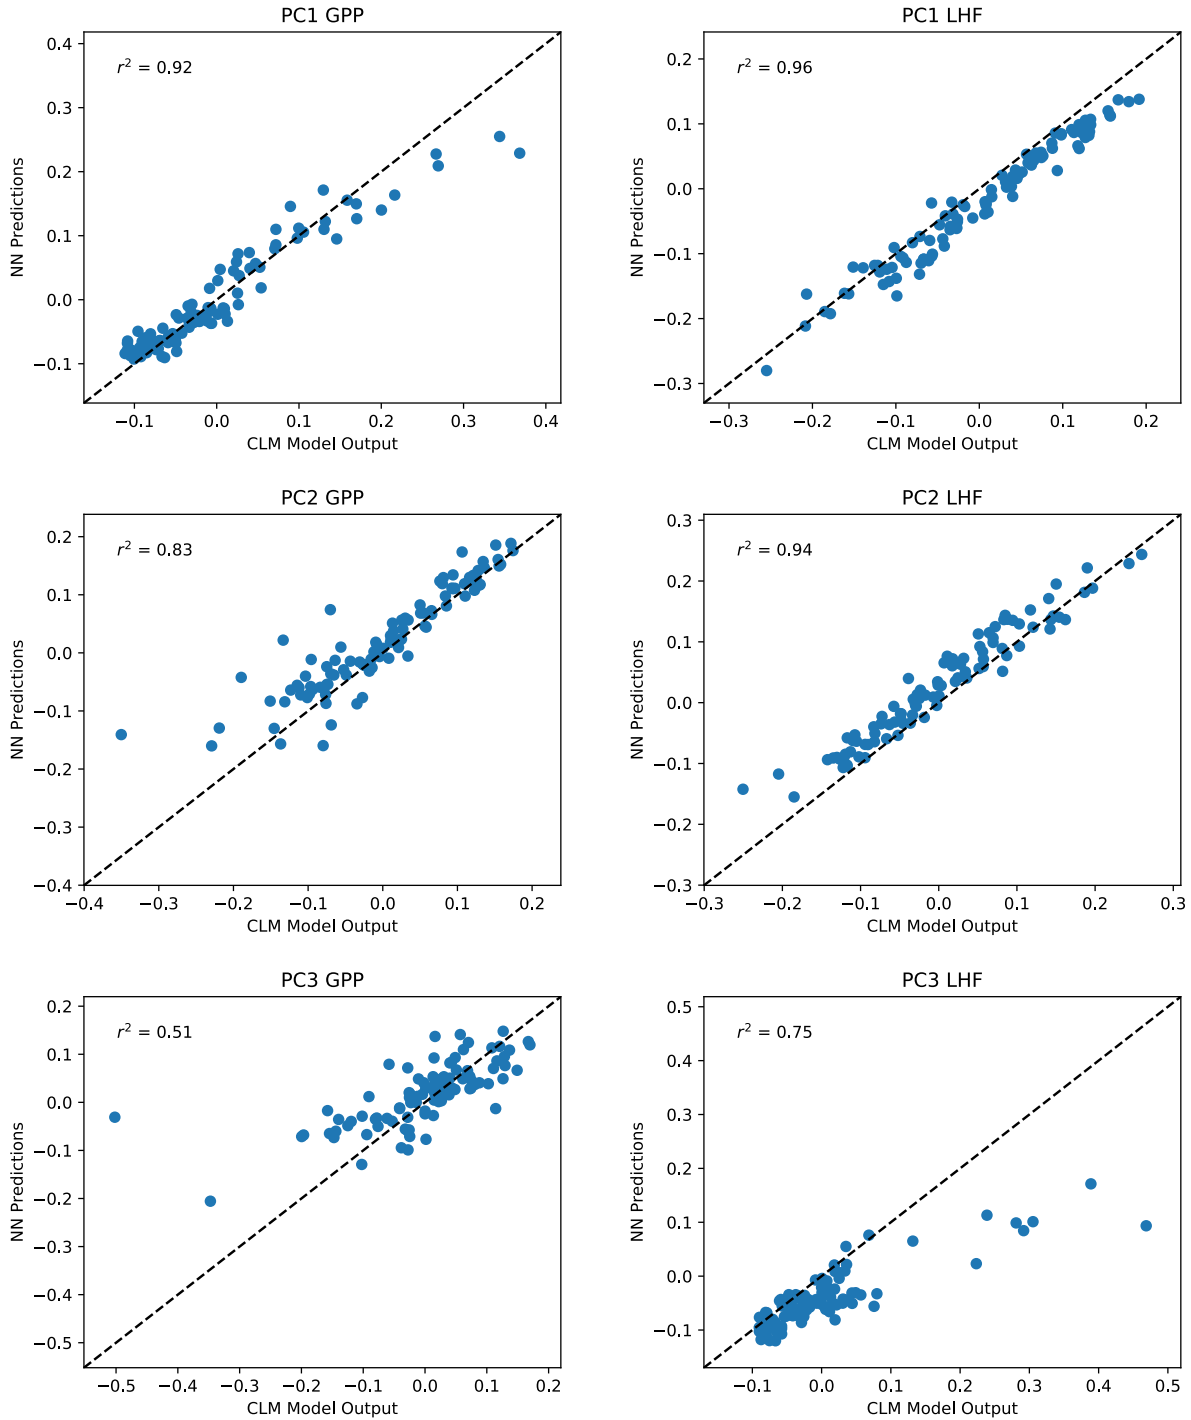 PC1 GPP
r² = 0.92
NN Predictions
0.4
0.3
0.2
0.1
0.0
−0.1
−0.1 0.0 0.1 0.2 0.3 0.4
CLM Model Output
PC1 LHF
r² = 0.96
NN Predictions
0.2
0.1
0.0
−0.1
−0.2
−0.3
−0.3 −0.2 −0.1 0.0 0.1 0.2
CLM Model Output
PC2 GPP
r² = 0.83
NN Predictions
0.2
0.1
0.0
−0.1
−0.2
−0.3
−0.4
−0.4 −0.3 −0.2 −0.1 0.0 0.1 0.2
CLM Model Output
PC2 LHF
r² = 0.94
NN Predictions
0.3
0.2
0.1
0.0
−0.1
−0.2
−0.3
−0.3 −0.2 −0.1 0.0 0.1 0.2 0.3
CLM Model Output
PC3 GPP
r² = 0.51
NN Predictions
0.2
0.1
0.0
−0.1
−0.2
−0.3
−0.4
−0.5
−0.5 −0.4 −0.3 −0.2 −0.1 0.0 0.1 0.2
CLM Model Output
PC3 LHF
r² = 0.75
NN Predictions
0.5
0.4
0.3
0.2
0.1
0.0
−0.1
−0.1 0.0 0.1 0.2 0.3 0.4 0.5
CLM Model Output